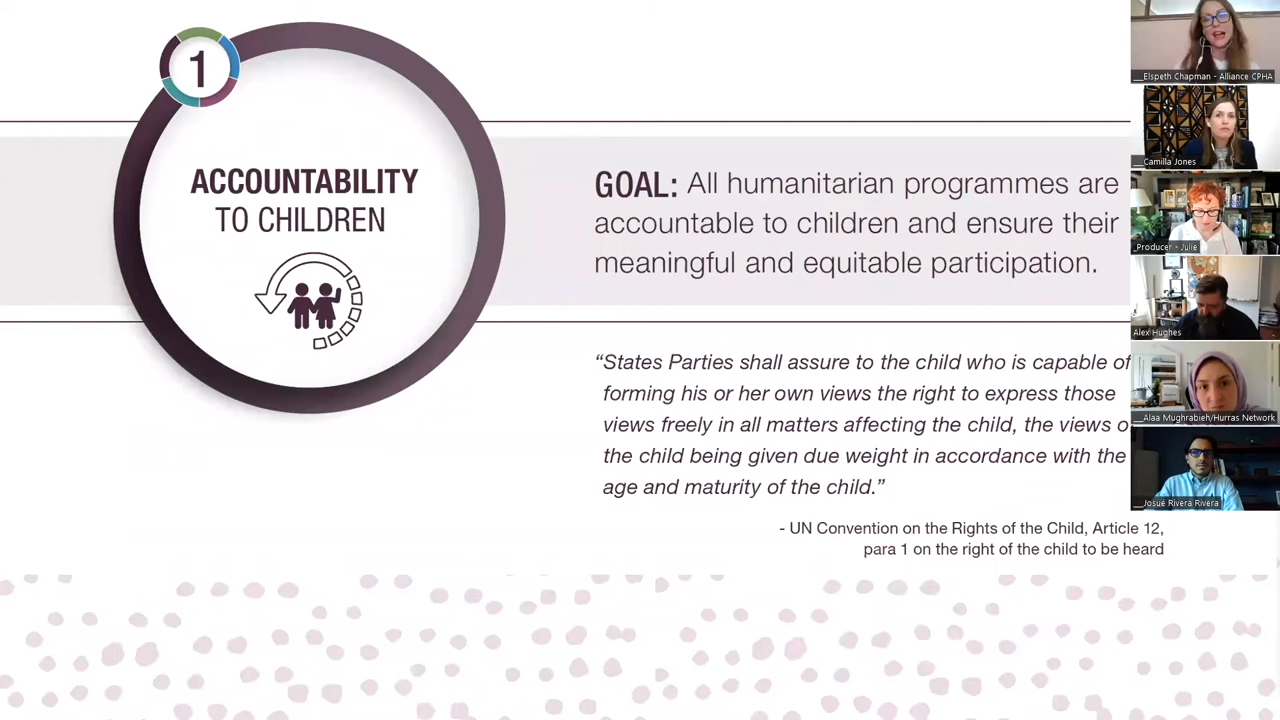 1
ACCOUNTABILITY
TO CHILDREN
GOAL: All humanitarian programmes are
accountable to children and ensure their
meaningful and equitable participation.
“States Parties shall assure to the child who is capable of
forming his or her own views the right to express those
views freely in all matters affecting the child, the views o
the child being given due weight in accordance with the
age and maturity of the child.”
- UN Convention on the Rights of the Child, Article 12,
para 1 on the right of the child to be heard
__Elspeth Chapman - Alliance CPHA
__Camilla Jones
_Producer - Julie
Alex Hughes
__Alaa Mughrabieh/Hurras Network
__Josué Rivera Rivera